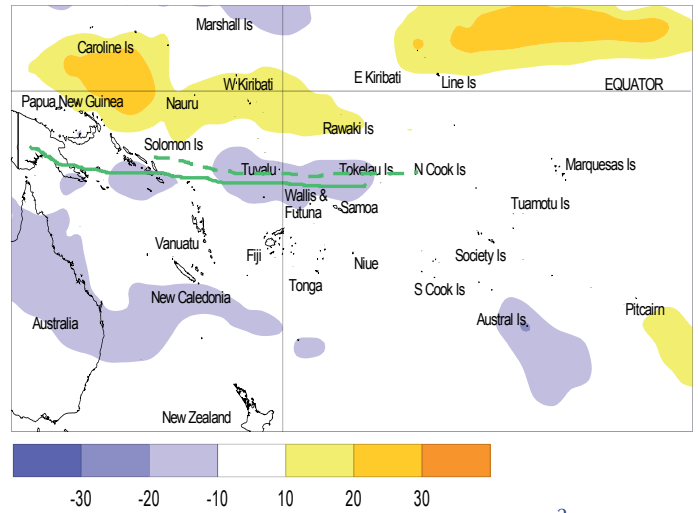 Marshall Is
Caroline Is
W Kiribati
E Kiribati
Line Is
EQUATOR
Papua New Guinea
Nauru
Rawaki Is
Solomon Is
Tuvalu
Tokelau Is
N Cook Is
Marquesas Is
Wallis &
Futuna
Samoa
Tuamotu Is
Vanuatu
Fiji
Niue
Society Is
Tonga
New Caledonia
S Cook Is
Pitcairn
Australia
Austral Is
New Zealand
-30 -20 -10 10 20 30